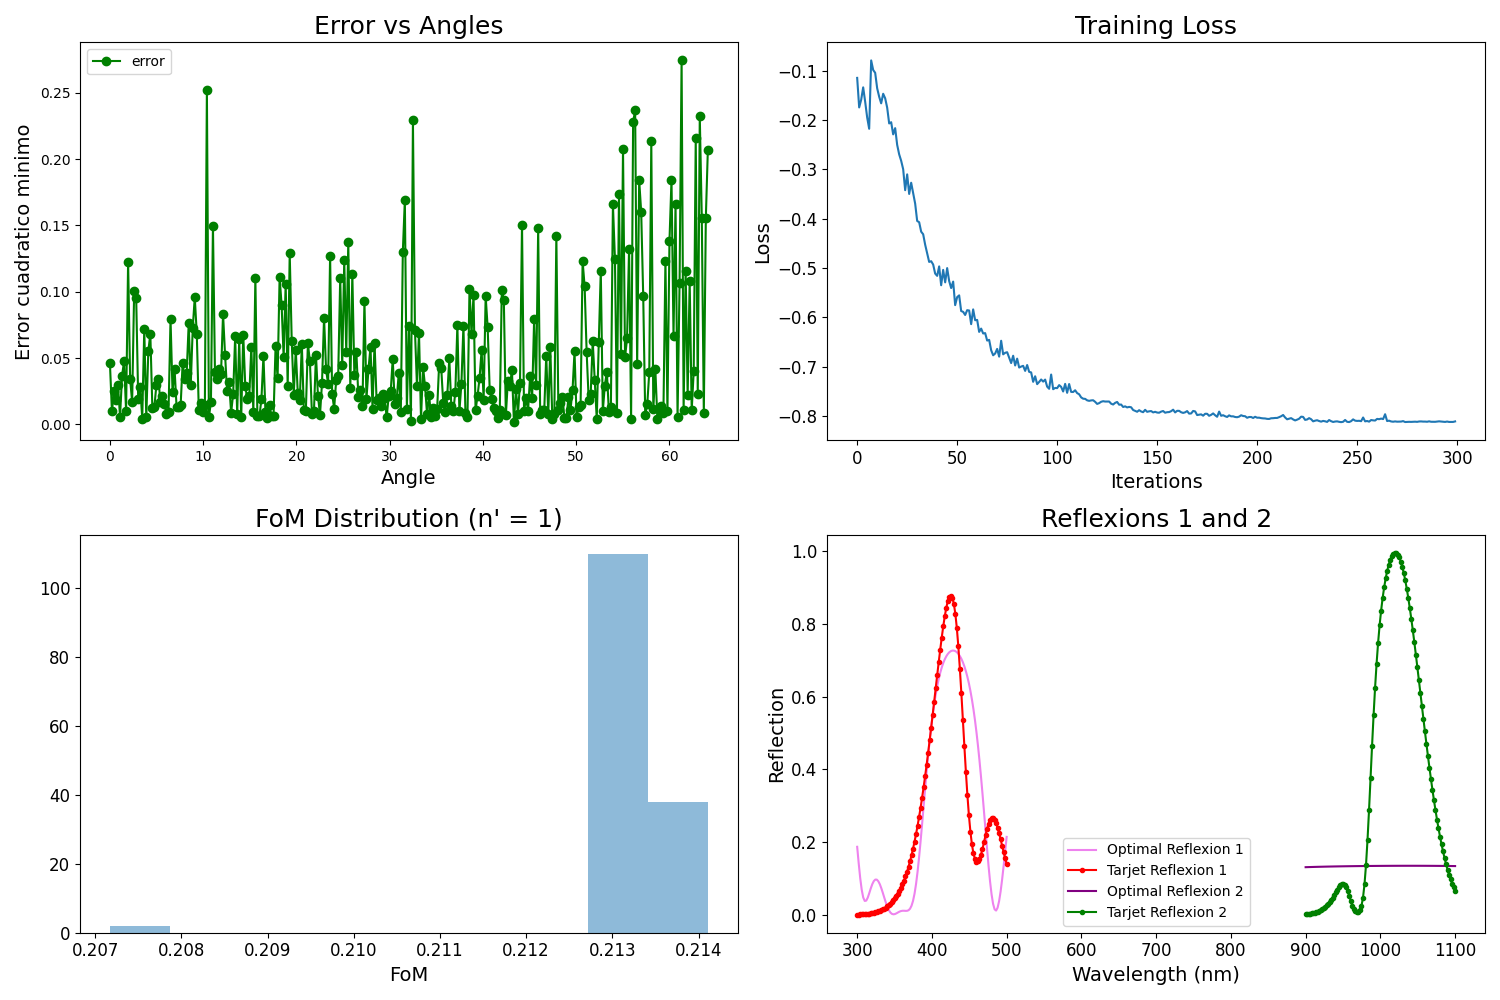 Error vs Angles
error
Error cuadratico minimo
0.25
0.20
0.15
0.10
0.05
0.00
0 10 20 30 40 50 60
Angle
Training Loss
Loss
−0.1
−0.2
−0.3
−0.4
−0.5
−0.6
−0.7
−0.8
0 50 100 150 200 250 300
Iterations
FoM Distribution (n' = 1)
100
80
60
40
20
0
0.207 0.208 0.209 0.210 0.211 0.212 0.213 0.214
FoM
Reflexions 1 and 2
Reflection
1.0
0.8
0.6
0.4
0.2
0.0
Optimal Reflexion 1
Tarjet Reflexion 1
Optimal Reflexion 2
Tarjet Reflexion 2
300 400 500 600 700 800 900 1000 1100
Wavelength (nm)